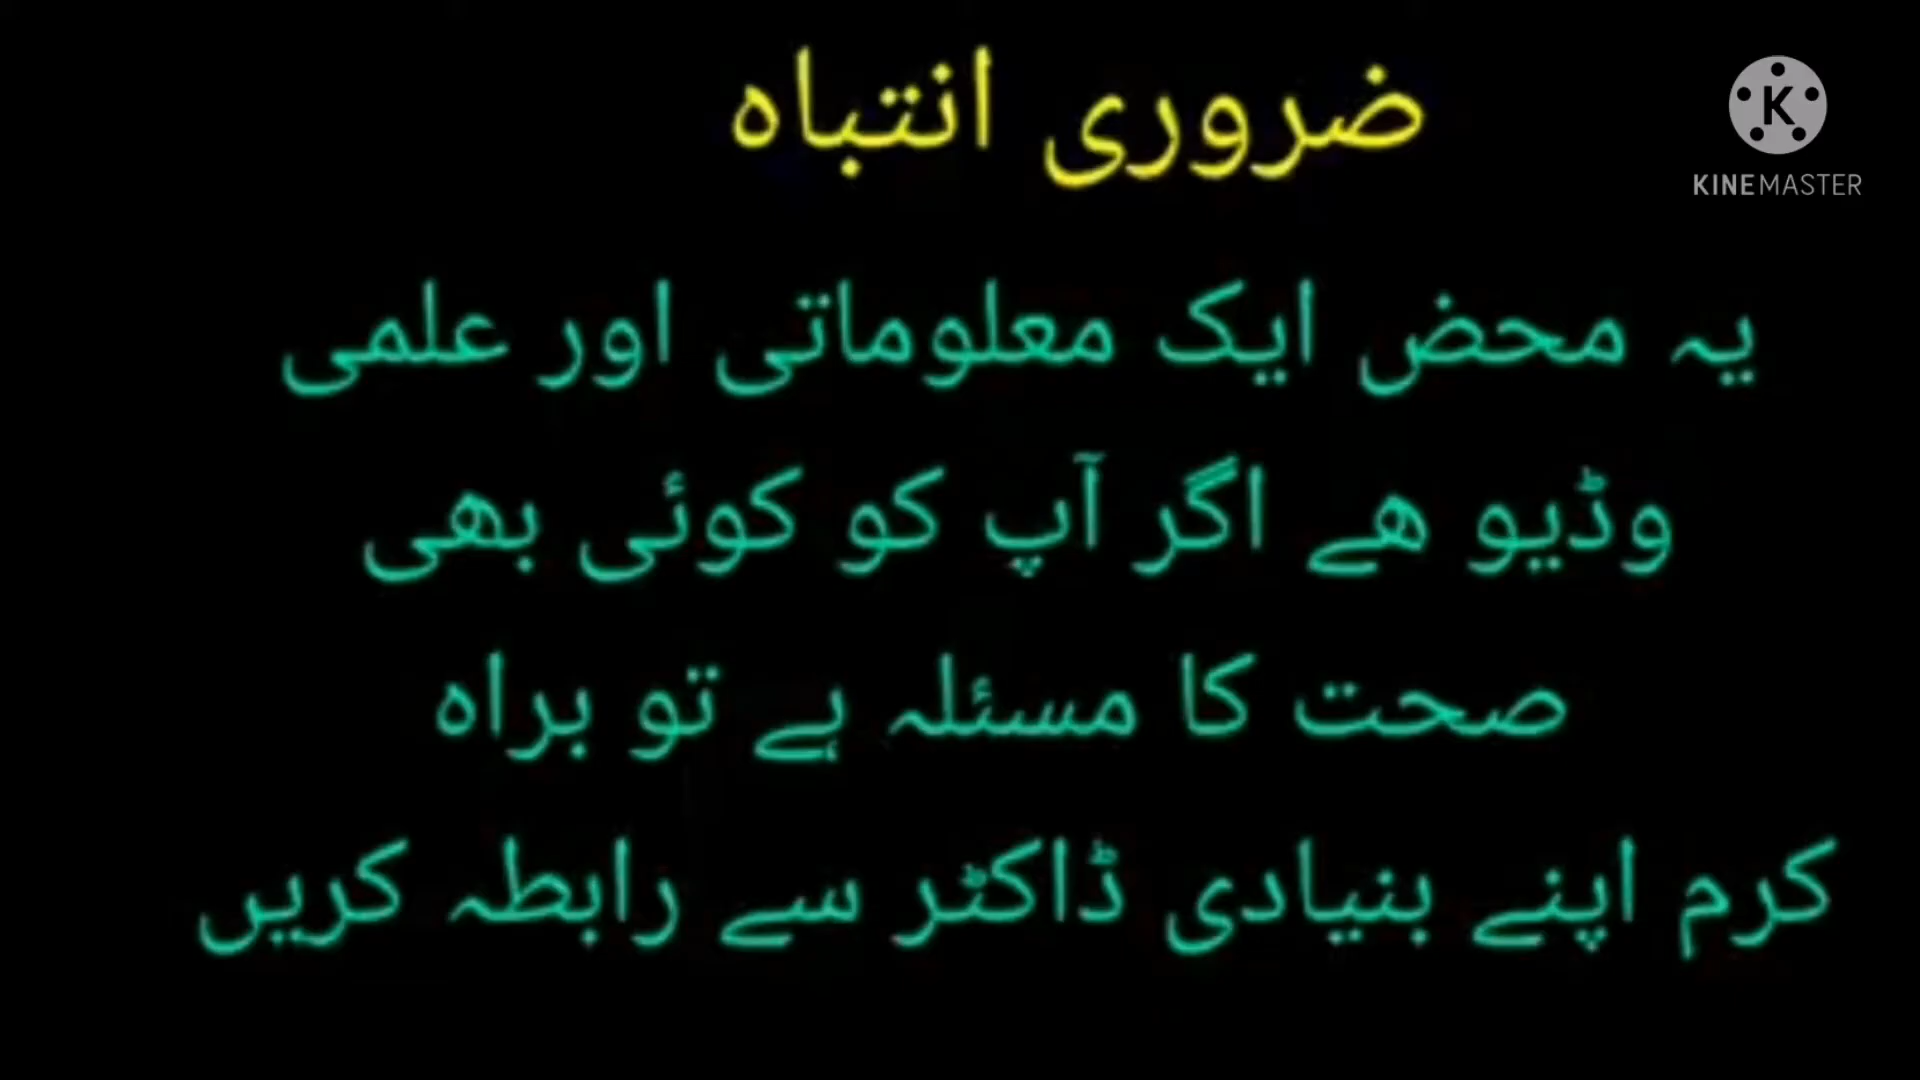 ضروری انتباہ
KINEMASTER
یہ محض ایک معلوماتی اور علمی
وڈیو ھے اگر آپ کو کوئی بھی
صحت کا مسئلہ ہے تو براہ
کرم اپنے بنیادی ڈاکٹر سے رابطہ کریں